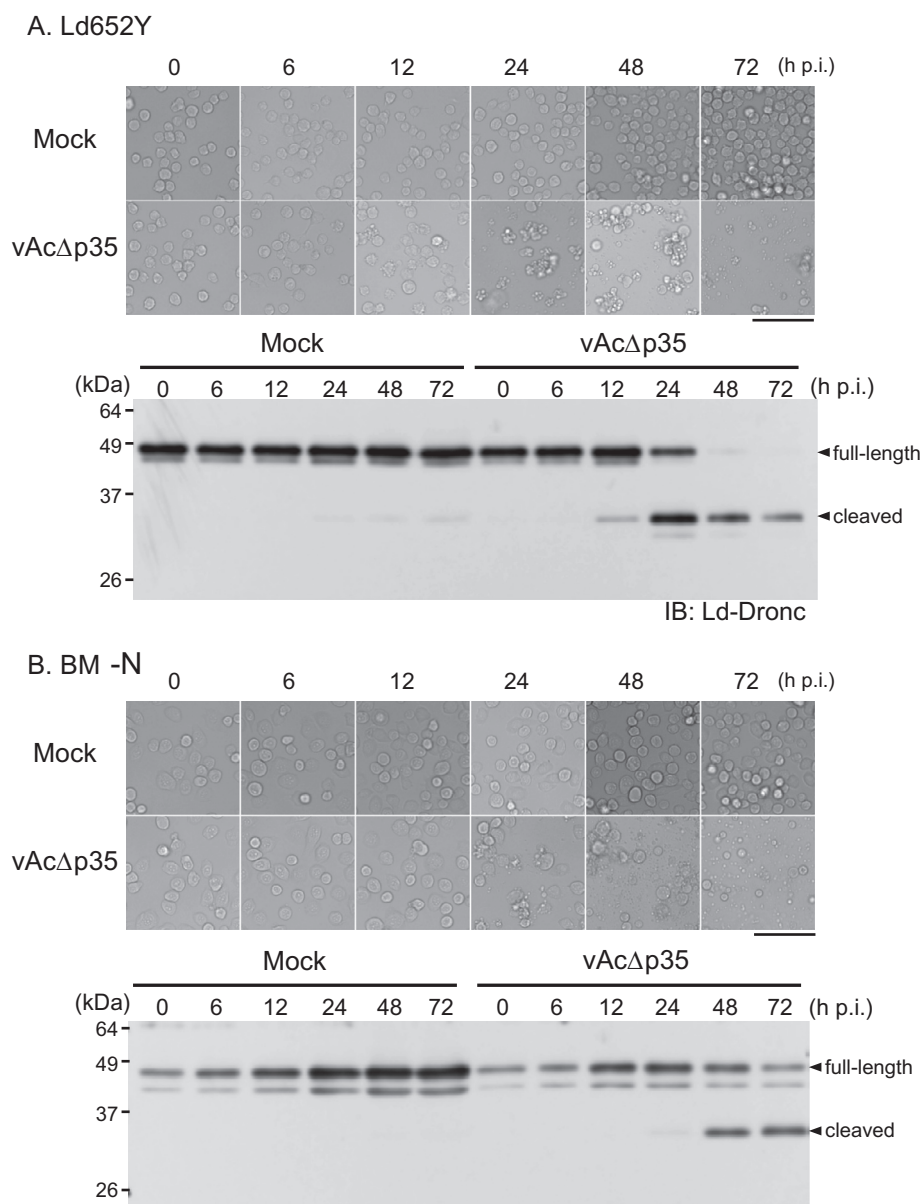 A. Ld652Y
0 6 12 24 48 72 (h p.i.)
Mock
vAcΔp35
Mock vAcΔp35
(kDa) 0 6 12 24 48 72 0 6 12 24 48 72 (h p.i.)
64
49
full-length
37
cleaved
26
IB: Ld-Dronc
B. BM -N
0 6 12 24 48 72 (h p.i.)
Mock
vAcΔp35
Mock vAcΔp35
(kDa) 0 6 12 24 48 72 0 6 12 24 48 72 (h p.i.)
64
49
full-length
37
cleaved
26